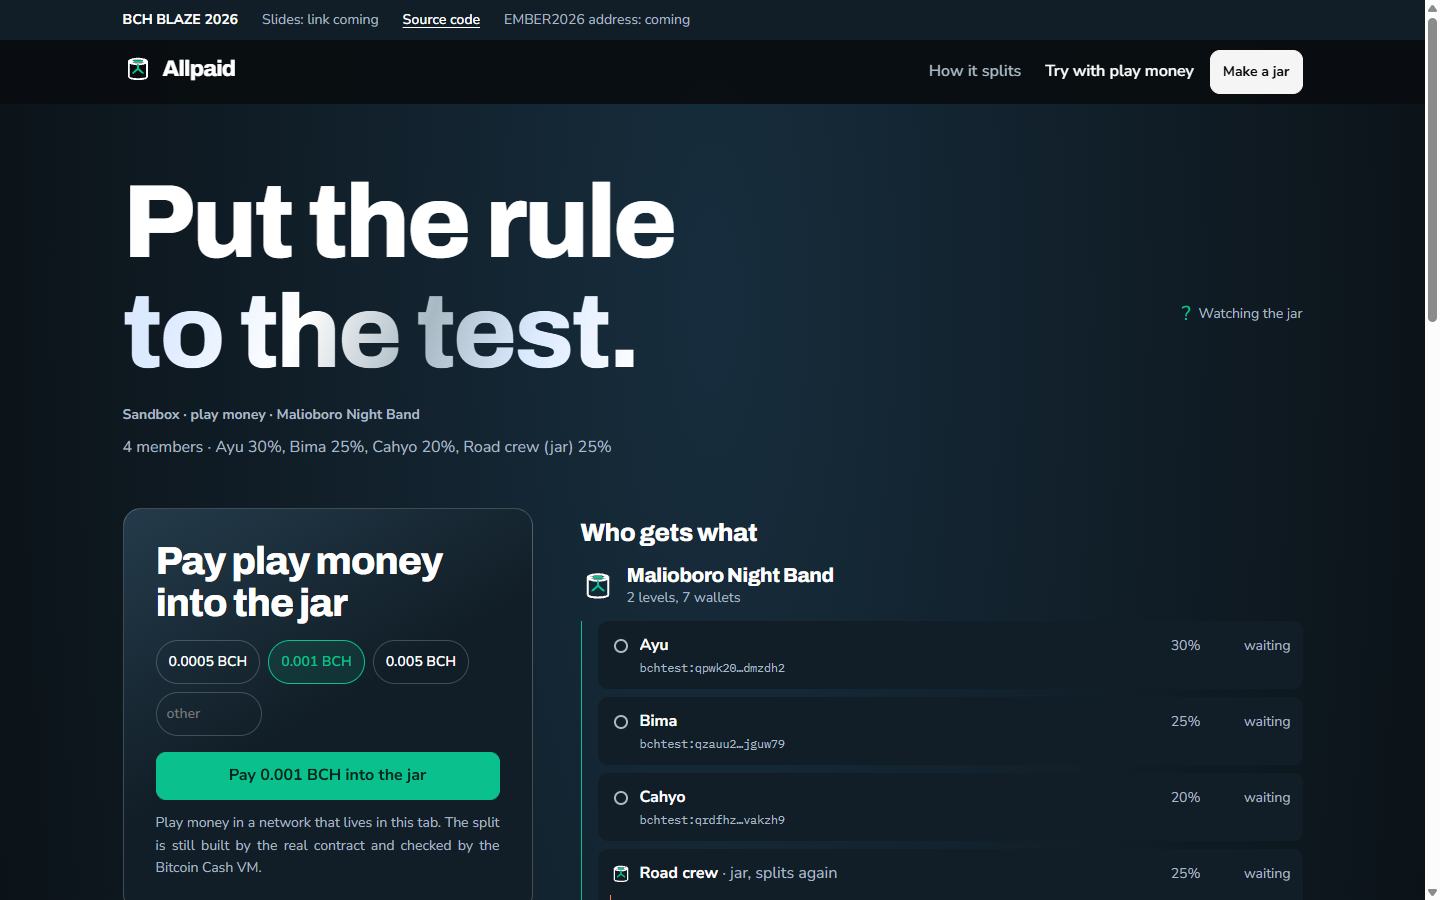 BCH BLAZE 2026 Slides: link coming Source code EMBER2026 address: coming
Allpaid How it splits Try with play money Make a jar
Put the rule
to the test.
? Watching the jar
Sandbox · play money · Malioboro Night Band
4 members · Ayu 30%, Bima 25%, Cahyo 20%, Road crew (jar) 25%
Pay play money
into the jar
0.0005 BCH 0.001 BCH 0.005 BCH
other
Pay 0.001 BCH into the jar
Play money in a network that lives in this tab. The split
is still built by the real contract and checked by the
Bitcoin Cash VM.
Who gets what
Malioboro Night Band
2 levels, 7 wallets
Ayu 30% waiting
bchtest:qpwk20…dmzdh2
Bima 25% waiting
bchtest:qzauu2…jguw79
Cahyo 20% waiting
bchtest:qrdfhz…vakzh9
Road crew · jar, splits again 25% waiting